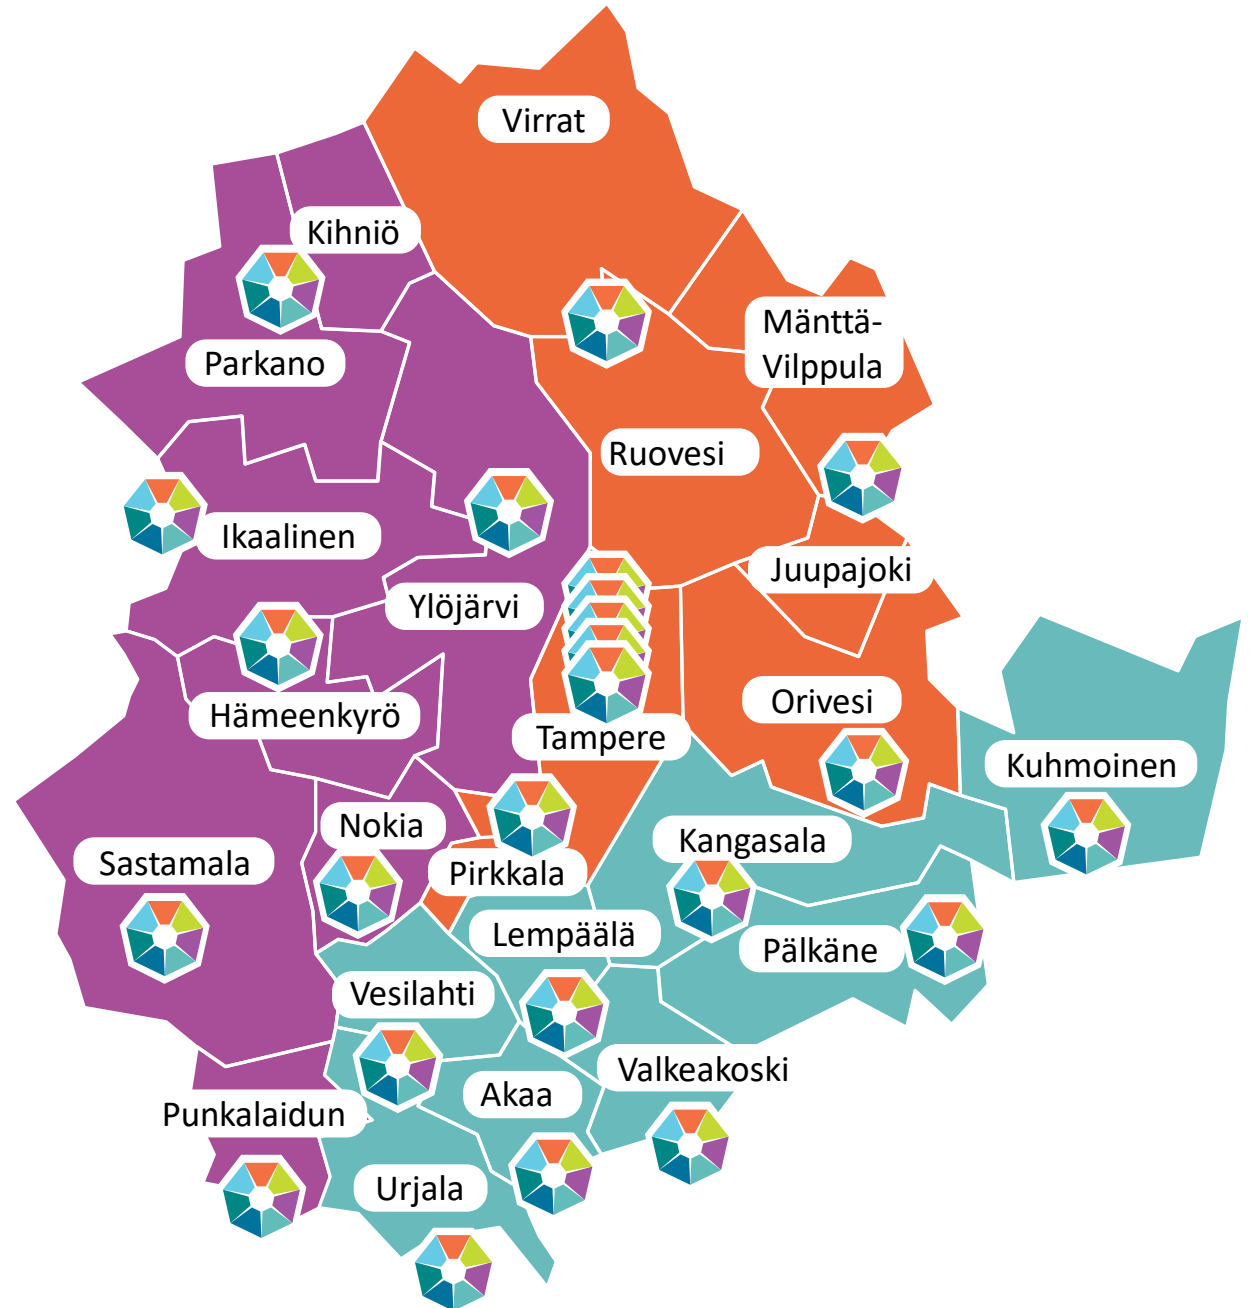 Virrat
Kihniö
Mänttä-
Vilppula
Parkano
Ruovesi
Ikaalinen
Juupajoki
Ylöjärvi
Orivesi
Hämeenkyrö
Tampere
Kuhmoinen
Nokia
Kangasala
Sastamala
Pirkkala
Lempäälä
Pälkäne
Vesilahti
Valkeakoski
Akaa
Punkalaidun
Urjala